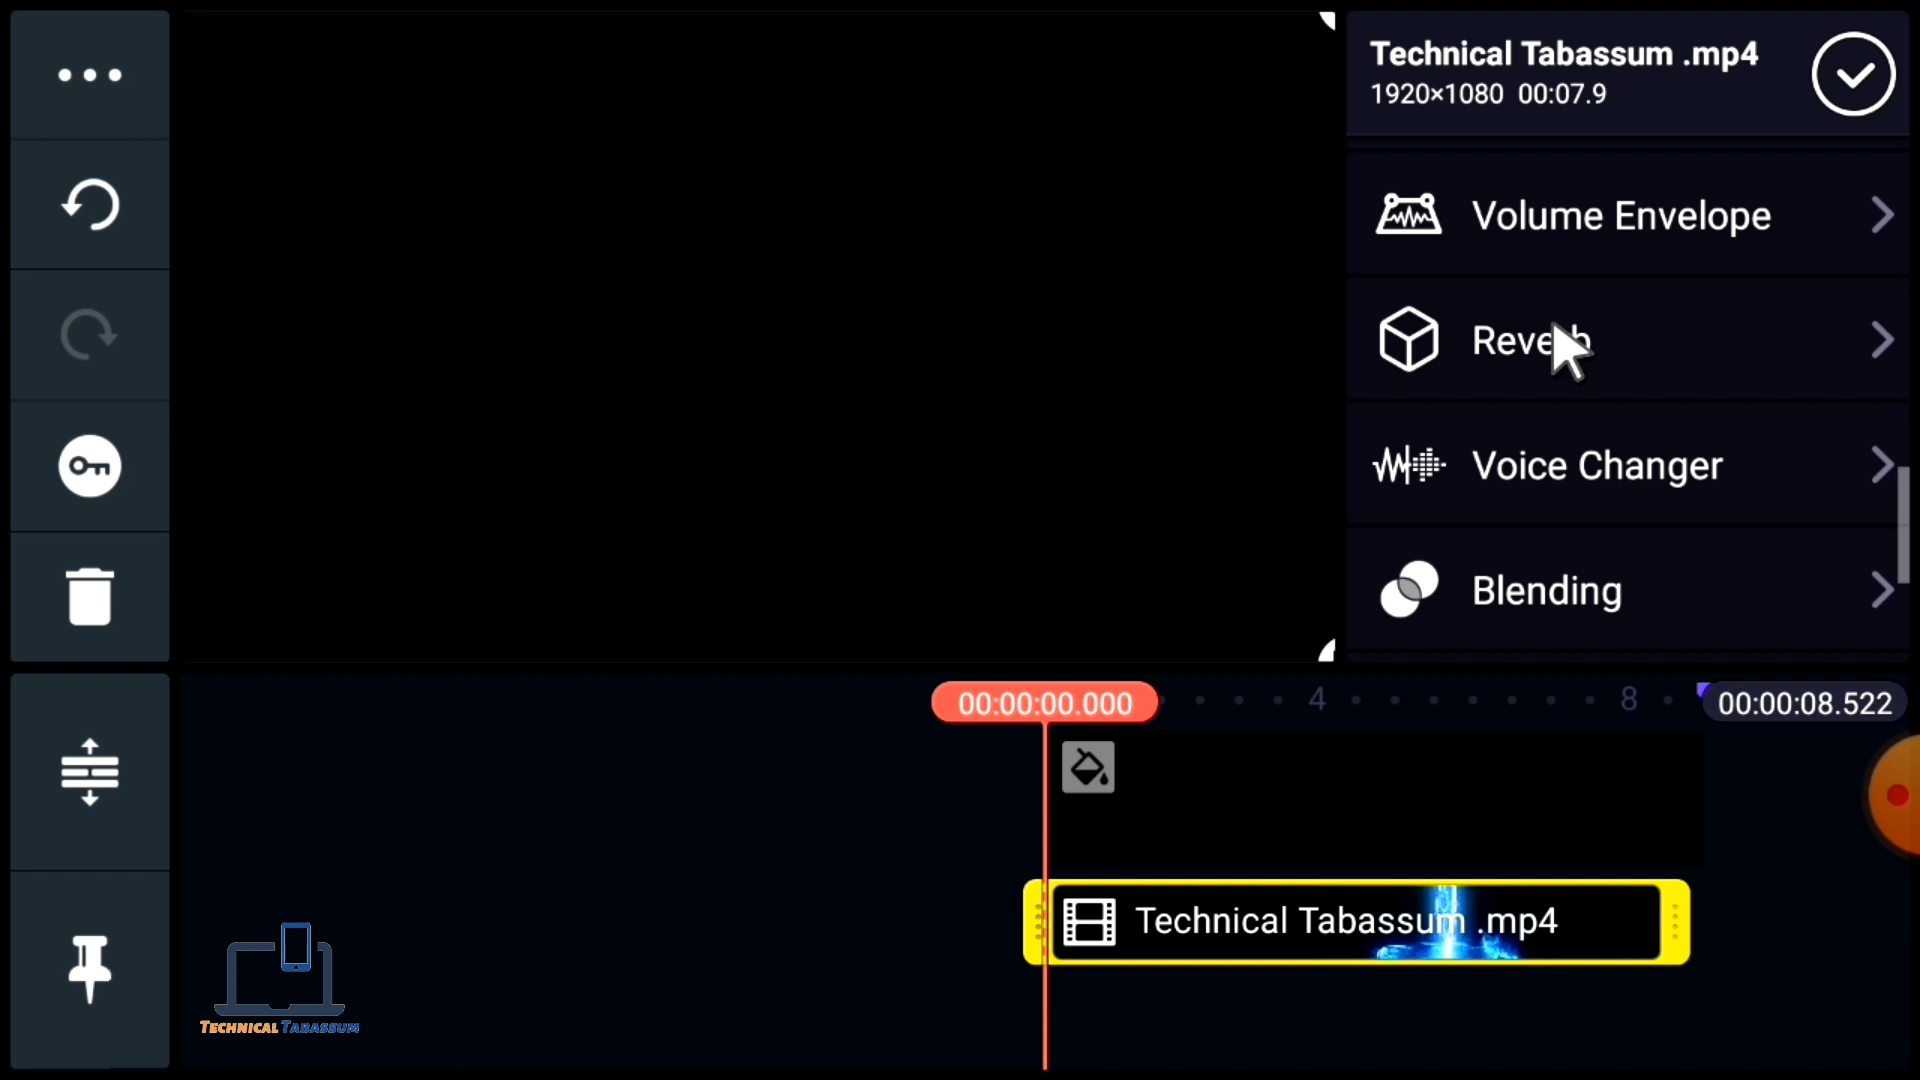 Technical Tabassum .mp4
1920×1080 00:07.9
Volume Envelope
Reverb
Voice Changer
Blending
00:00:00.000
4
8
00:00:08.522
Technical Tabassum .mp4
TECHNICAL TABASSUM